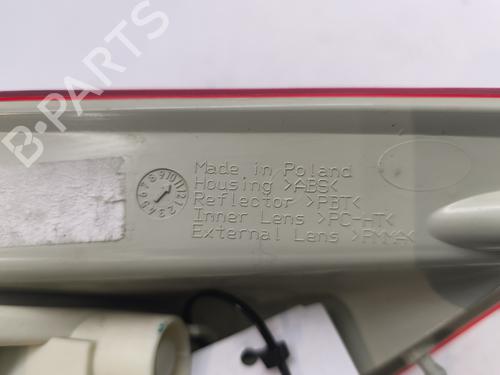 B-PARTS
Made in Poland
Housing >ABS<
Reflector >PBT<
Inner Lens >PC-HT<
External Lens >PMMA<